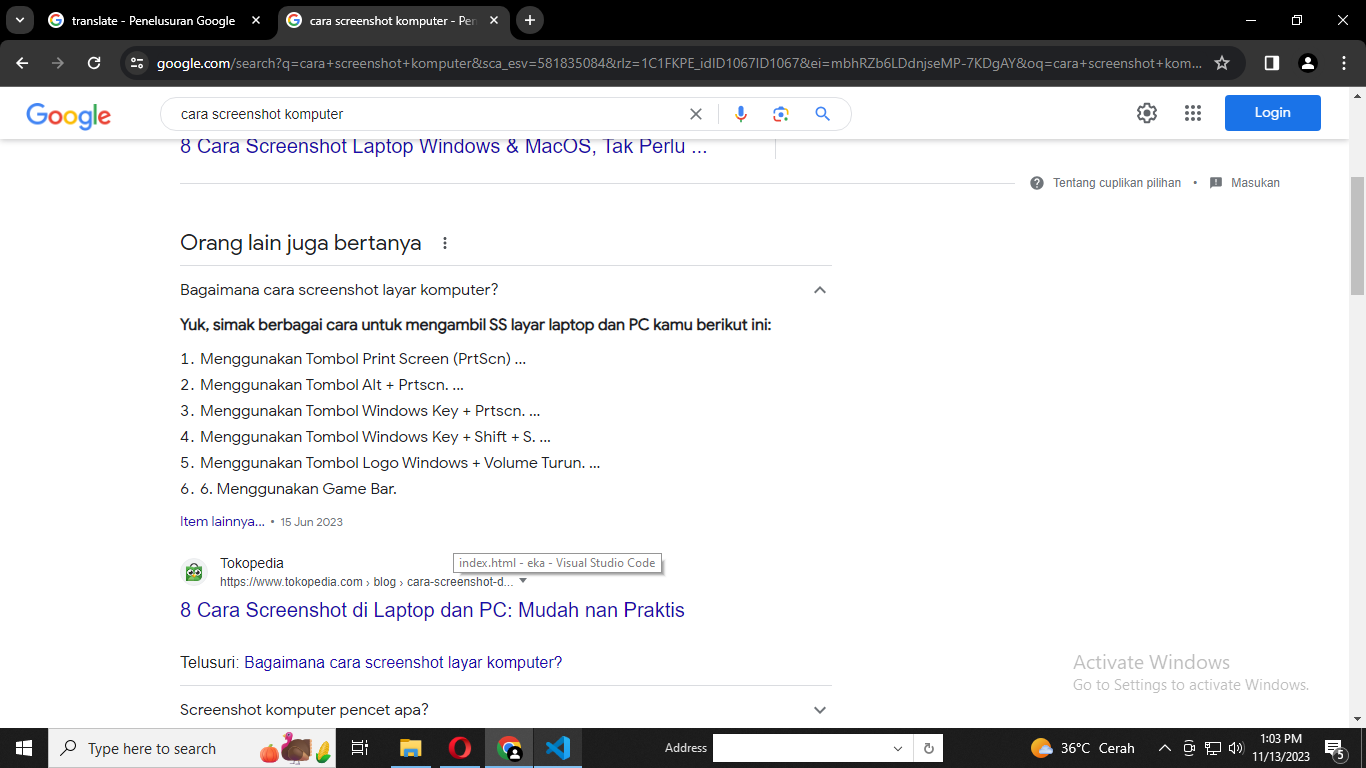 translate - Penelusuran Google
cara screenshot komputer - Pen
google.com/search?q=cara+screenshot+komputer&sca_esv=581835084&rlz=1C1FKPE_idID1067ID1067&ei=mbhRZb6LDdnjseMP-7KDgAY&oq=cara+screenshot+kom...
Google
cara screenshot komputer
Login
8 Cara Screenshot Laptop Windows & MacOS, Tak Perlu ...
Tentang cuplikan pilihan • Masukan
Orang lain juga bertanya
Bagaimana cara screenshot layar komputer?
Yuk, simak berbagai cara untuk mengambil SS layar laptop dan PC kamu berikut ini:
1. Menggunakan Tombol Print Screen (PrtScn) ...
2. Menggunakan Tombol Alt + Prtscn. ...
3. Menggunakan Tombol Windows Key + Prtscn. ...
4. Menggunakan Tombol Windows Key + Shift + S. ...
5. Menggunakan Tombol Logo Windows + Volume Turun. ...
6. 6. Menggunakan Game Bar.
Item lainnya... • 15 Jun 2023
Tokopedia
index.html - eka - Visual Studio Code
https://www.tokopedia.com › blog › cara-screenshot-d...
8 Cara Screenshot di Laptop dan PC: Mudah nan Praktis
Telusuri: Bagaimana cara screenshot layar komputer?
Activate Windows
Go to Settings to activate Windows.
Screenshot komputer pencet apa?
Type here to search
Address
36°C Cerah
1:03 PM
11/13/2023
5